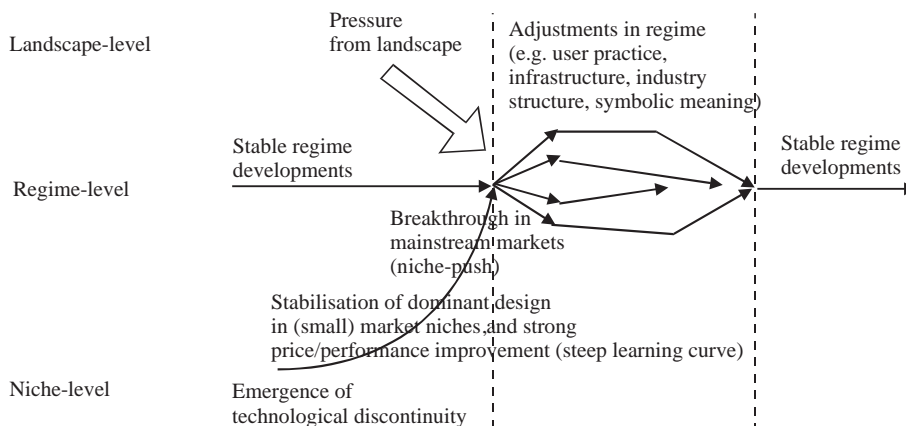 Landscape-level
Pressure
from landscape
Adjustments in regime
(e.g. user practice,
infrastructure, industry
structure, symbolic meaning)
Stable regime
developments
Stable regime
developments
Regime-level
Breakthrough in
mainstream markets
(niche-push)
Stabilisation of dominant design
in (small) market niches,and strong
price/performance improvement (steep learning curve)
Niche-level
Emergence of
technological discontinuity